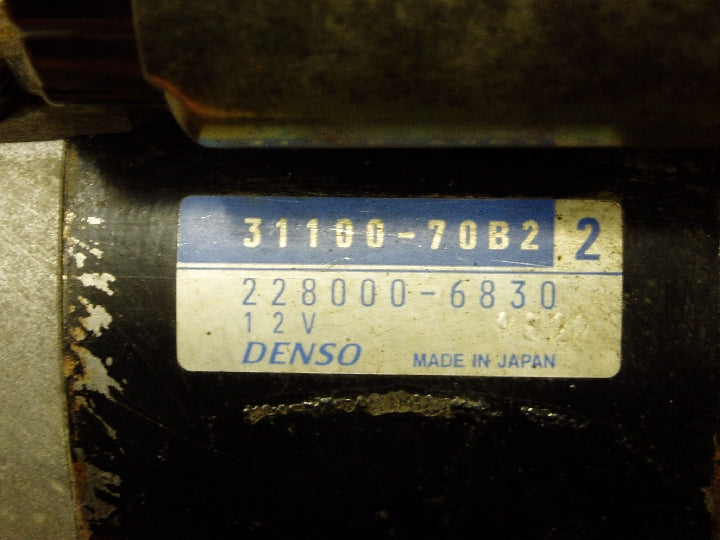 31100-70B2 2
228000-6830
12V
DENSO MADE IN JAPAN